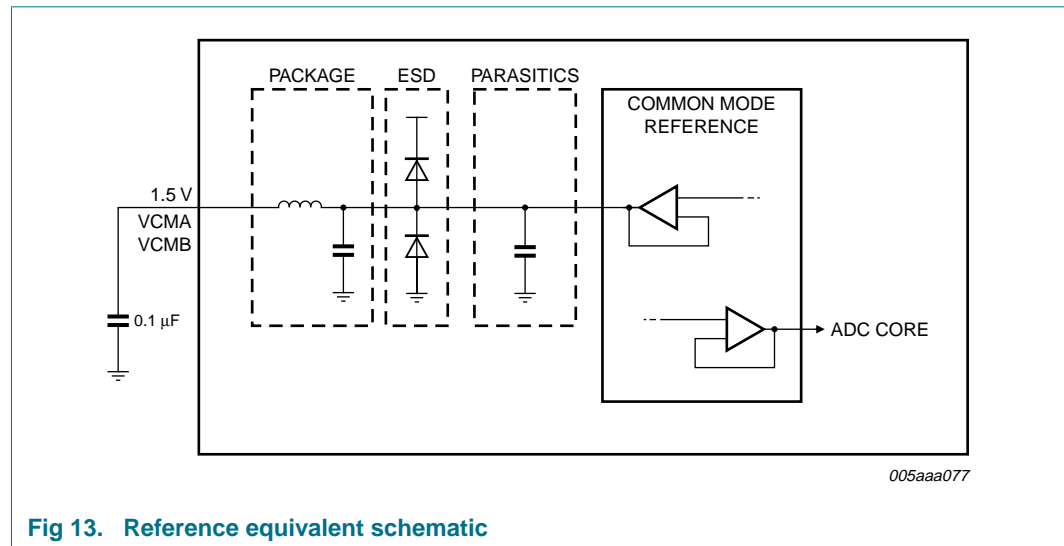 PACKAGE ESD PARASITICS
COMMON MODE
REFERENCE
1.5 V
VCMA
VCMB
0.1 μF
ADC CORE
005aaa077
Fig 13. Reference equivalent schematic